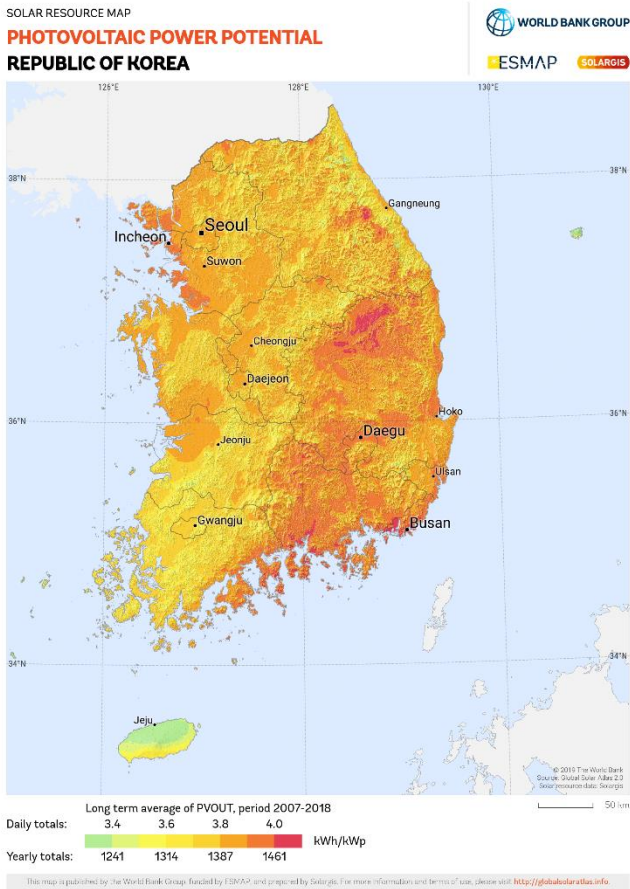 SOLAR RESOURCE MAP
PHOTOVOLTAIC POWER POTENTIAL
REPUBLIC OF KOREA
WORLD BANK GROUP
ESMAP
SOLARGIS
126°E 128°E 130°E
38°N 38°N
Gangneung
Seoul
Incheon
Suwon
Cheongju
Daejeon
36°N Hoko 36°N
Daegu
Jeonju
Ulsan
Gwangju
Busan
34°N 34°N
Jeju
© 2019 The World Bank
Source: Global Solar Atlas 2.0
Solar resource data: Solargis
50 km
Long term average of PVOUT, period 2007-2018
Daily totals: 3.4 3.6 3.8 4.0
kWh/kWp
Yearly totals: 1241 1314 1387 1461
This map is published by the World Bank Group, funded by ESMAP, and prepared by Solargis. For more information and terms of use, please visit http://globalsolaratlas.info.